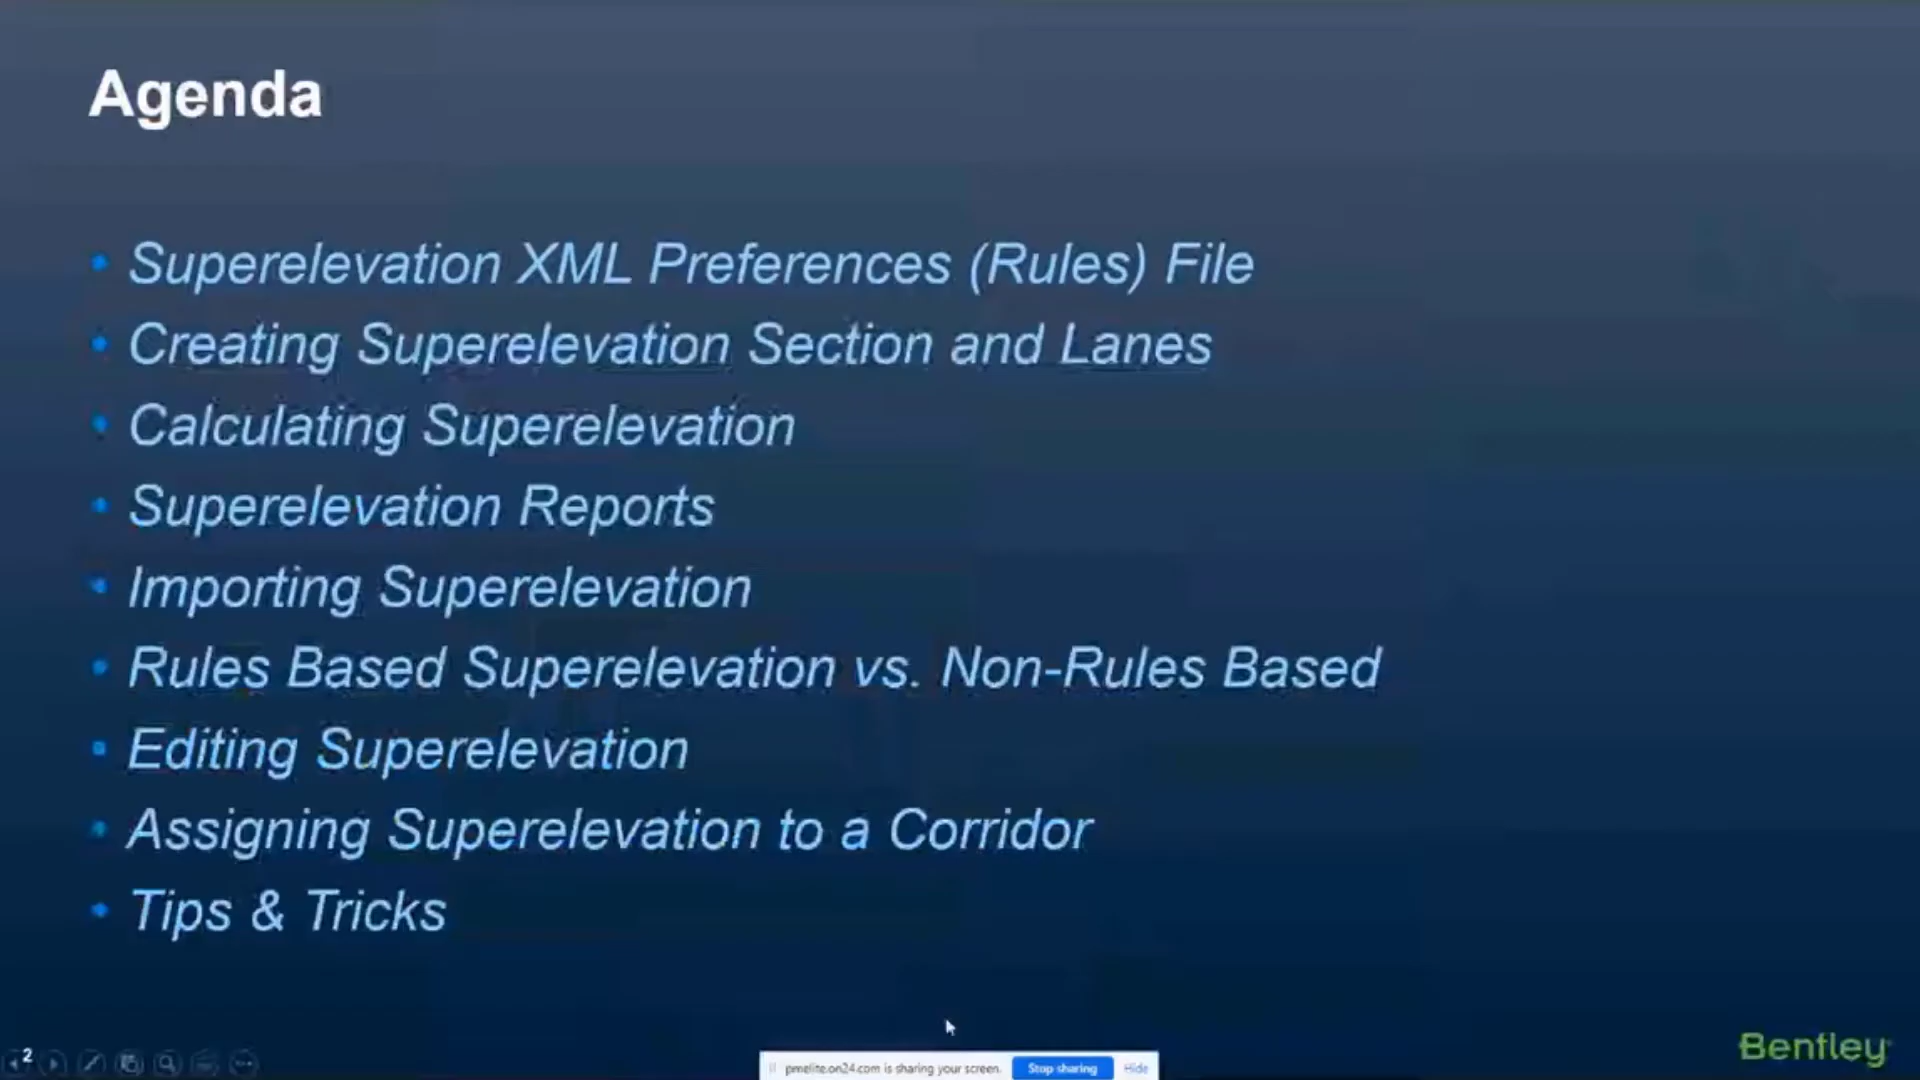 Agenda
• Superelevation XML Preferences (Rules) File
• Creating Superelevation Section and Lanes
• Calculating Superelevation
• Superelevation Reports
• Importing Superelevation
• Rules Based Superelevation vs. Non-Rules Based
• Editing Superelevation
• Assigning Superelevation to a Corridor
• Tips & Tricks
2
pmelite.on24.com is sharing your screen. Stop sharing Hide
Bentley